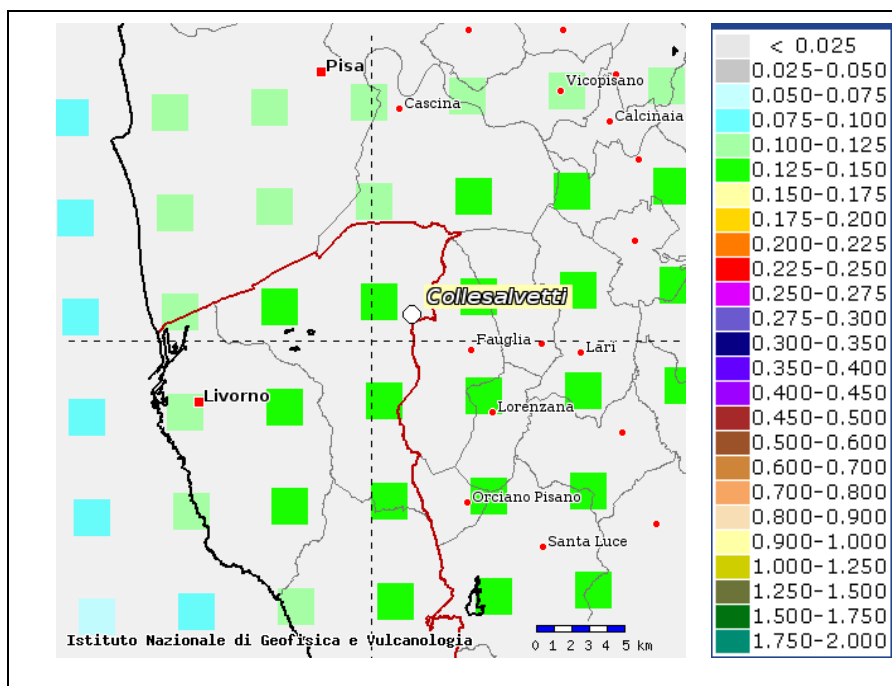 Pisa
Vicopisano
Cascina
Calcinaia
Collesalvetti
Fauglia
Lari
Livorno
Lorenzana
Orciano Pisano
Santa Luce
Istituto Nazionale di Geofisica e Vulcanologia
0 1 2 3 4 5 km
< 0.025
0.025-0.050
0.050-0.075
0.075-0.100
0.100-0.125
0.125-0.150
0.150-0.175
0.175-0.200
0.200-0.225
0.225-0.250
0.250-0.275
0.275-0.300
0.300-0.350
0.350-0.400
0.400-0.450
0.450-0.500
0.500-0.600
0.600-0.700
0.700-0.800
0.800-0.900
0.900-1.000
1.000-1.250
1.250-1.500
1.500-1.750
1.750-2.000